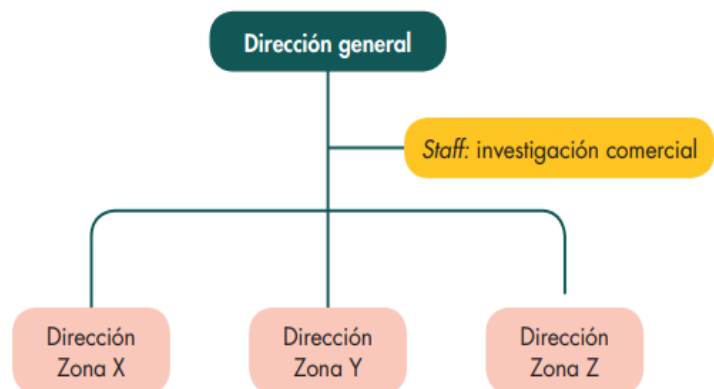 Dirección general
Staff: investigación comercial
Dirección
Zona X
Dirección
Zona Y
Dirección
Zona Z